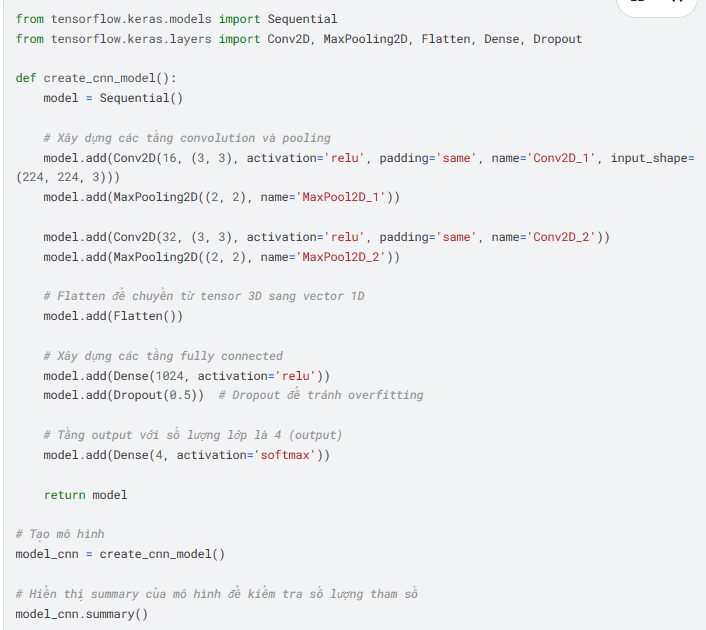 from tensorflow.keras.models import Sequential
from tensorflow.keras.layers import Conv2D, MaxPooling2D, Flatten, Dense, Dropout

def create_cnn_model():
    model = Sequential()

    # Xây dựng các tầng convolution và pooling
    model.add(Conv2D(16, (3, 3), activation='relu', padding='same', name='Conv2D_1', input_shape=
(224, 224, 3)))
    model.add(MaxPooling2D((2, 2), name='MaxPool2D_1'))

    model.add(Conv2D(32, (3, 3), activation='relu', padding='same', name='Conv2D_2'))
    model.add(MaxPooling2D((2, 2), name='MaxPool2D_2'))

    # Flatten để chuyển từ tensor 3D sang vector 1D
    model.add(Flatten())

    # Xây dựng các tầng fully connected
    model.add(Dense(1024, activation='relu'))
    model.add(Dropout(0.5))  # Dropout để tránh overfitting

    # Tầng output với số lượng lớp là 4 (output)
    model.add(Dense(4, activation='softmax'))

    return model

# Tạo mô hình
model_cnn = create_cnn_model()

# Hiển thị summary của mô hình để kiểm tra số lượng tham số
model_cnn.summary()